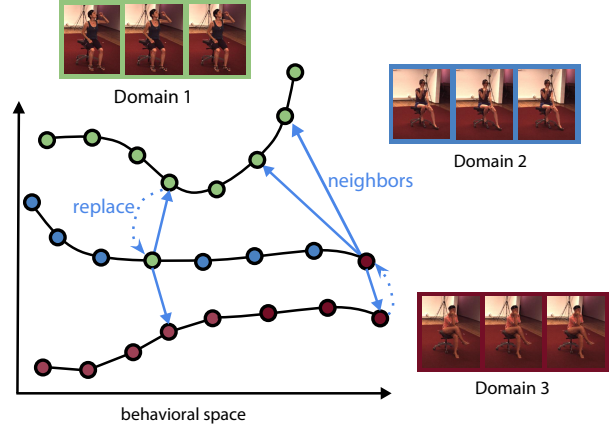 Domain 1
Domain 2
neighbors
replace
Domain 3
behavioral space